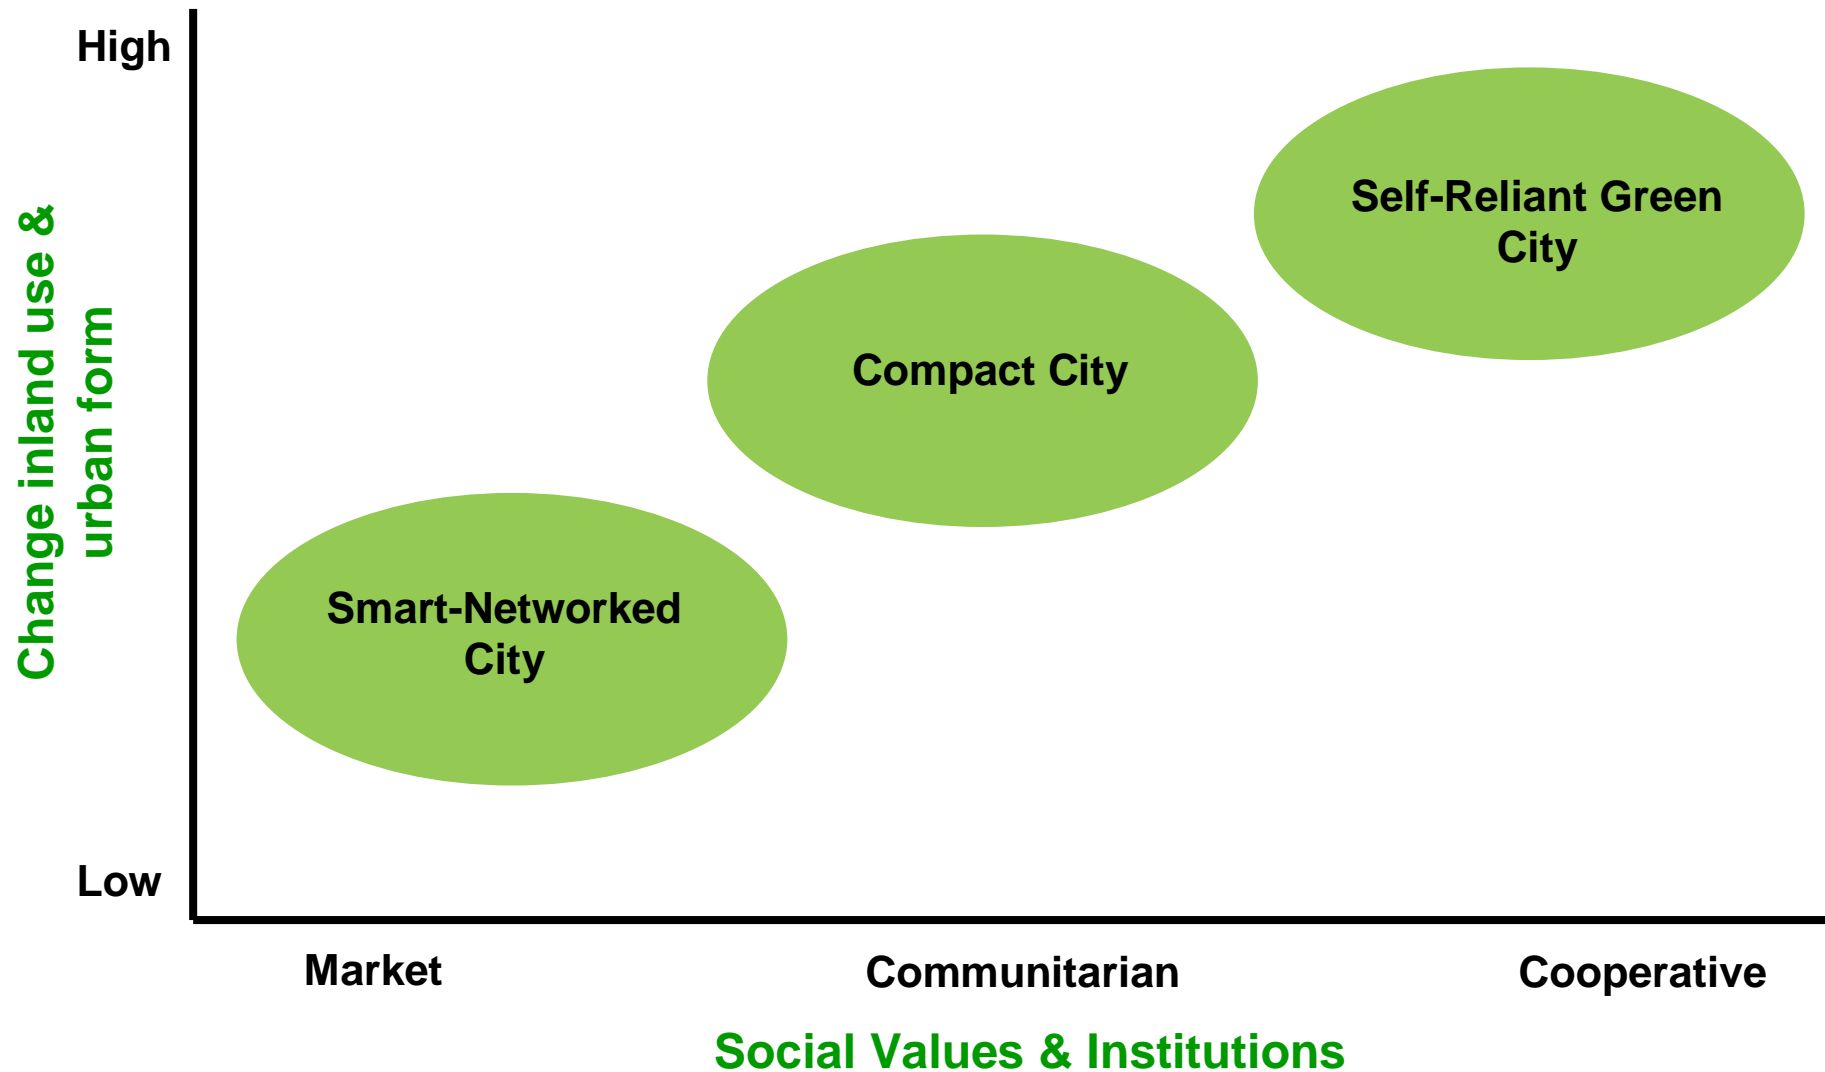 High
Change inland use &
urban form
Self-Reliant Green
City
Compact City
Smart-Networked
City
Low
Market
Communitarian
Cooperative
Social Values & Institutions